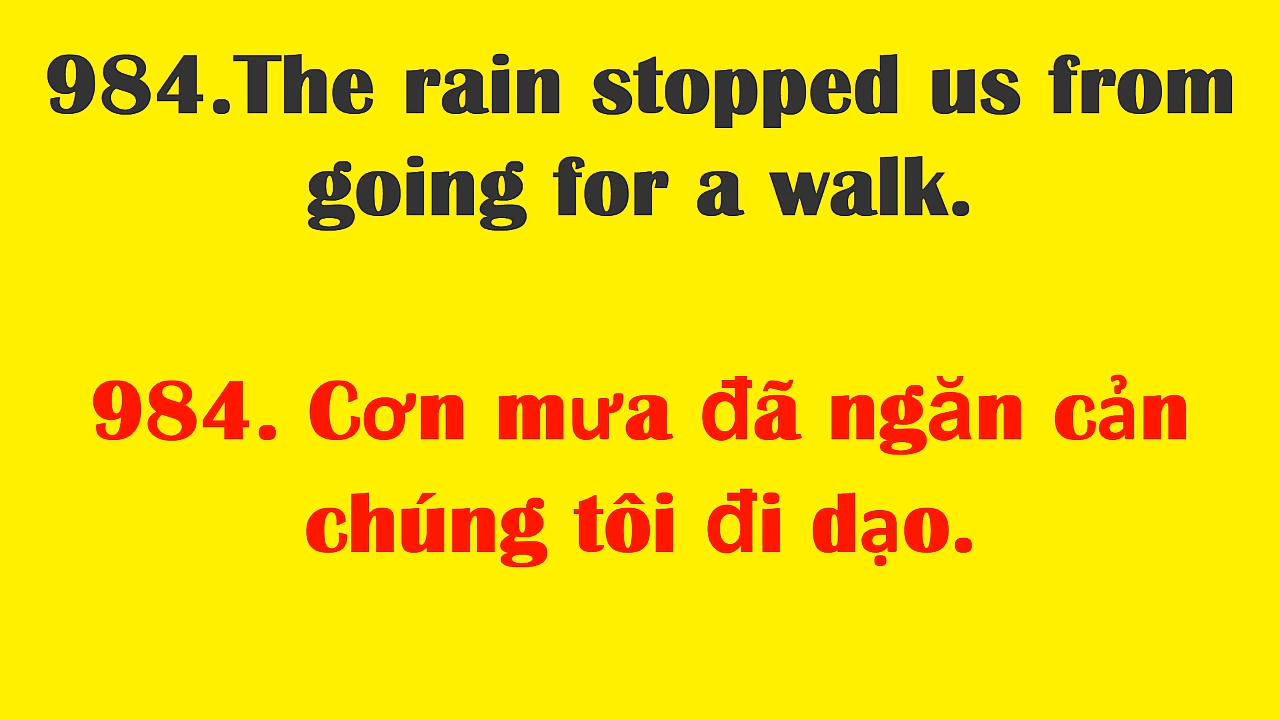 984.The rain stopped us from
going for a walk.
984. Cơn mưa đã ngăn cản
chúng tôi đi dạo.